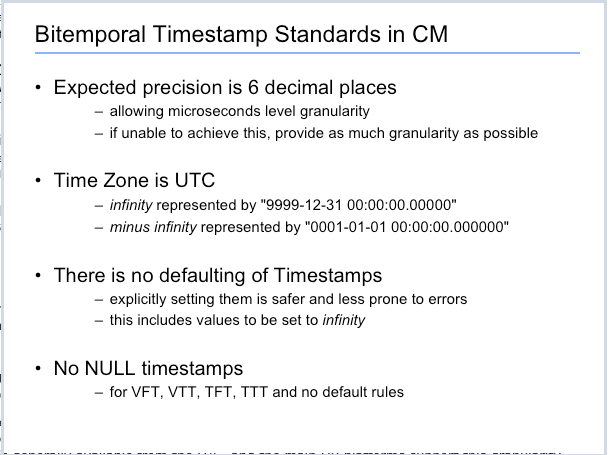 Bitemporal Timestamp Standards in CM
• Expected precision is 6 decimal places
– allowing microseconds level granularity
– if unable to achieve this, provide as much granularity as possible
• Time Zone is UTC
– infinity represented by "9999-12-31 00:00:00.00000"
– minus infinity represented by "0001-01-01 00:00:00.000000"
• There is no defaulting of Timestamps
– explicitly setting them is safer and less prone to errors
– this includes values to be set to infinity
• No NULL timestamps
– for VFT, VTT, TFT, TTT and no default rules